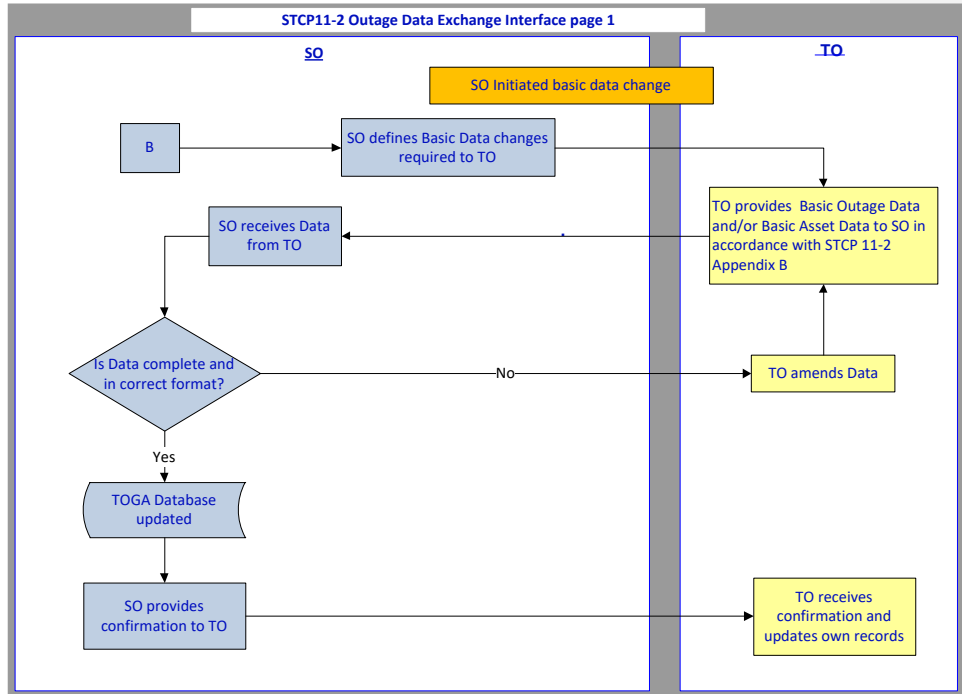 STCP11-2 Outage Data Exchange Interface page 1
SO
TO
SO Initiated basic data change
B
SO defines Basic Data changes
required to TO
TO provides Basic Outage Data
and/or Basic Asset Data to SO in
accordance with STCP 11-2
Appendix B
SO receives Data
from TO
Is Data complete and
in correct format?
No
TO amends Data
Yes
TOGA Database
updated
SO provides
confirmation to TO
TO receives
confirmation and
updates own records